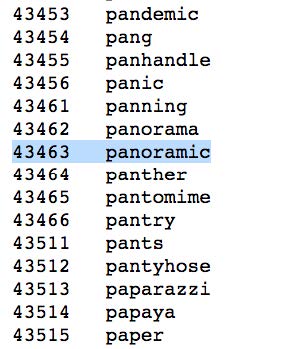 43453 pandemic
43454 pang
43455 panhandle
43456 panic
43461 panning
43462 panorama
43463 panoramic
43464 panther
43465 pantomime
43466 pantry
43511 pants
43512 pantyhose
43513 paparazzi
43514 papaya
43515 paper